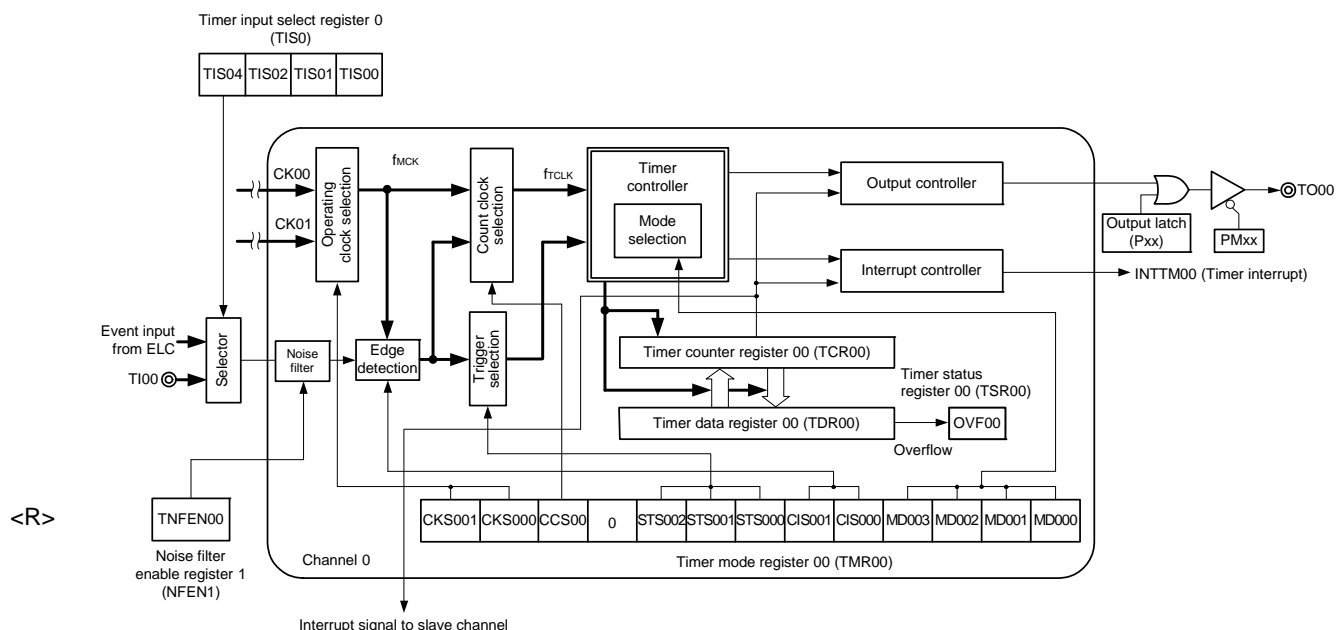 Timer input select register 0
(TIS0)
TIS04 TIS02 TIS01 TIS00
CK00
CK01
Operating
clock selection
fMCK
Count clock
selection
fTCLK
Timer
controller
Mode
selection
Output controller
Output latch
(Pxx)
PMxx
TO00
Interrupt controller
INTTM00 (Timer interrupt)
Event input
from ELC
TI00
Selector
Noise
filter
Edge
detection
Trigger
selection
Timer counter register 00 (TCR00)
Timer status
register 00 (TSR00)
Timer data register 00 (TDR00)
OVF00
Overflow
<R>
TNFEN00
Noise filter
enable register 1
(NFEN1)
CKS001 CKS000 CCS00 0 STS002 STS001 STS000 CIS001 CIS000 MD003 MD002 MD001 MD000
Channel 0
Timer mode register 00 (TMR00)
Interrupt signal to slave channel